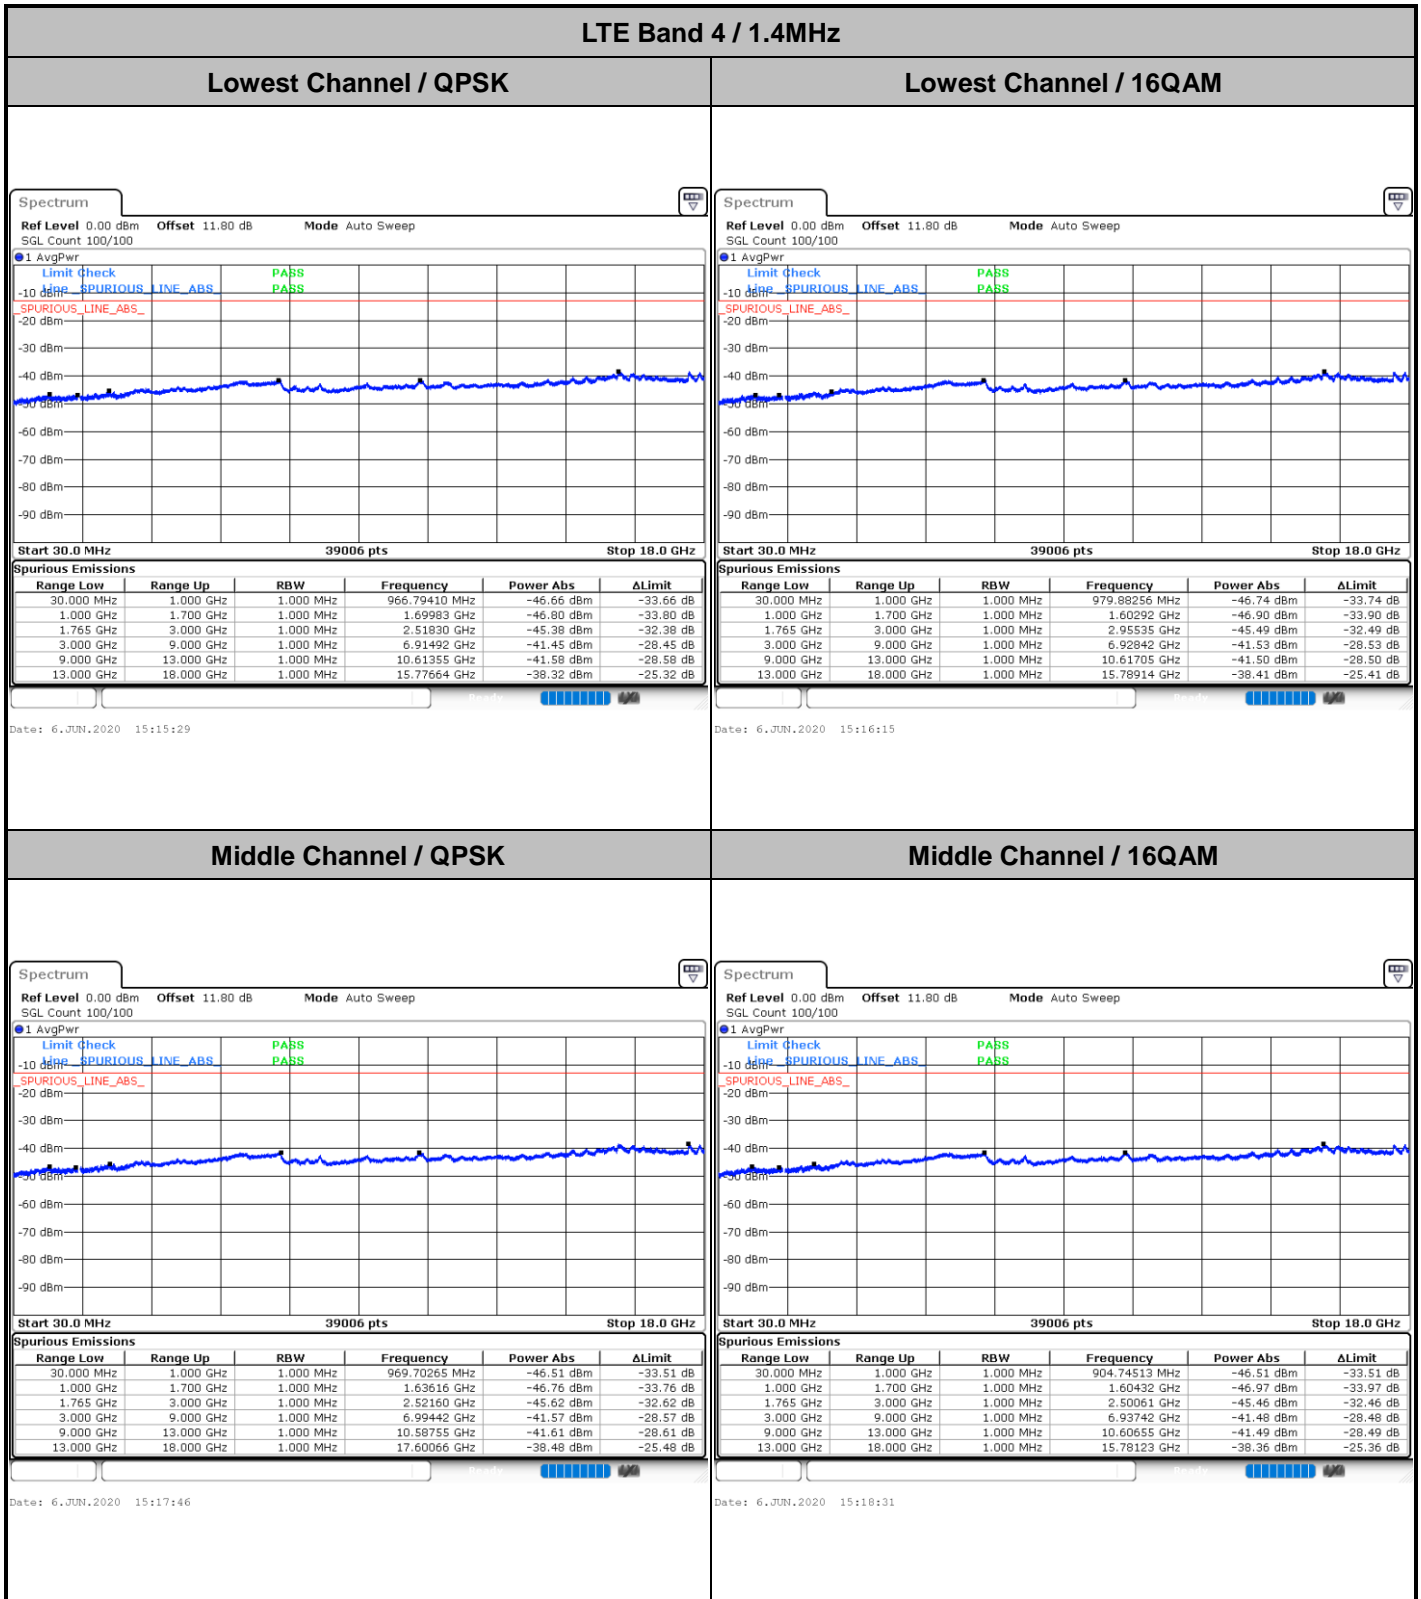 LTE Band 4 / 1.4MHz
Lowest Channel / QPSK
Lowest Channel / 16QAM
Spectrum
Ref Level 0.00 dBm Offset 11.80 dB Mode Auto Sweep
SGL Count 100/100
1 AvgPwr
Limit Check PASS
Line _SPURIOUS_LINE_ABS_ PASS
-10 dBm
_SPURIOUS_LINE_ABS_
-20 dBm
-30 dBm
-40 dBm
-50 dBm
-60 dBm
-70 dBm
-80 dBm
-90 dBm
Start 30.0 MHz 39006 pts Stop 18.0 GHz
Spurious Emissions
Range Low Range Up RBW Frequency Power Abs ΔLimit
30.000 MHz 1.000 GHz 1.000 MHz 966.79410 MHz -46.66 dBm -33.66 dB
1.000 GHz 1.700 GHz 1.000 MHz 1.69983 GHz -46.80 dBm -33.80 dB
1.765 GHz 3.000 GHz 1.000 MHz 2.51830 GHz -45.38 dBm -32.38 dB
3.000 GHz 9.000 GHz 1.000 MHz 6.91492 GHz -41.45 dBm -28.45 dB
9.000 GHz 13.000 GHz 1.000 MHz 10.61355 GHz -41.58 dBm -28.58 dB
13.000 GHz 18.000 GHz 1.000 MHz 15.77664 GHz -38.32 dBm -25.32 dB
Date: 6.JUN.2020 15:15:29
Spectrum
Ref Level 0.00 dBm Offset 11.80 dB Mode Auto Sweep
SGL Count 100/100
1 AvgPwr
Limit Check PASS
Line _SPURIOUS_LINE_ABS_ PASS
-10 dBm
_SPURIOUS_LINE_ABS_
-20 dBm
-30 dBm
-40 dBm
-50 dBm
-60 dBm
-70 dBm
-80 dBm
-90 dBm
Start 30.0 MHz 39006 pts Stop 18.0 GHz
Spurious Emissions
Range Low Range Up RBW Frequency Power Abs ΔLimit
30.000 MHz 1.000 GHz 1.000 MHz 979.88256 MHz -46.74 dBm -33.74 dB
1.000 GHz 1.700 GHz 1.000 MHz 1.60292 GHz -46.90 dBm -33.90 dB
1.765 GHz 3.000 GHz 1.000 MHz 2.95535 GHz -45.49 dBm -32.49 dB
3.000 GHz 9.000 GHz 1.000 MHz 6.92842 GHz -41.53 dBm -28.53 dB
9.000 GHz 13.000 GHz 1.000 MHz 10.61705 GHz -41.50 dBm -28.50 dB
13.000 GHz 18.000 GHz 1.000 MHz 15.78914 GHz -38.41 dBm -25.41 dB
Ready
Date: 6.JUN.2020 15:16:15
Middle Channel / QPSK
Middle Channel / 16QAM
Spectrum
Ref Level 0.00 dBm Offset 11.80 dB Mode Auto Sweep
SGL Count 100/100
1 AvgPwr
Limit Check PASS
Line _SPURIOUS_LINE_ABS_ PASS
-10 dBm
_SPURIOUS_LINE_ABS_
-20 dBm
-30 dBm
-40 dBm
-50 dBm
-60 dBm
-70 dBm
-80 dBm
-90 dBm
Start 30.0 MHz 39006 pts Stop 18.0 GHz
Spurious Emissions
Range Low Range Up RBW Frequency Power Abs ΔLimit
30.000 MHz 1.000 GHz 1.000 MHz 969.70265 MHz -46.51 dBm -33.51 dB
1.000 GHz 1.700 GHz 1.000 MHz 1.63616 GHz -46.76 dBm -33.76 dB
1.765 GHz 3.000 GHz 1.000 MHz 2.52160 GHz -45.62 dBm -32.62 dB
3.000 GHz 9.000 GHz 1.000 MHz 6.99442 GHz -41.57 dBm -28.57 dB
9.000 GHz 13.000 GHz 1.000 MHz 10.58755 GHz -41.61 dBm -28.61 dB
13.000 GHz 18.000 GHz 1.000 MHz 17.60066 GHz -38.48 dBm -25.48 dB
Ready
Date: 6.JUN.2020 15:17:46
Spectrum
Ref Level 0.00 dBm Offset 11.80 dB Mode Auto Sweep
SGL Count 100/100
1 AvgPwr
Limit Check PASS
Line _SPURIOUS_LINE_ABS_ PASS
-10 dBm
_SPURIOUS_LINE_ABS_
-20 dBm
-30 dBm
-40 dBm
-50 dBm
-60 dBm
-70 dBm
-80 dBm
-90 dBm
Start 30.0 MHz 39006 pts Stop 18.0 GHz
Spurious Emissions
Range Low Range Up RBW Frequency Power Abs ΔLimit
30.000 MHz 1.000 GHz 1.000 MHz 904.74513 MHz -46.51 dBm -33.51 dB
1.000 GHz 1.700 GHz 1.000 MHz 1.60432 GHz -46.97 dBm -33.97 dB
1.765 GHz 3.000 GHz 1.000 MHz 2.50061 GHz -45.46 dBm -32.46 dB
3.000 GHz 9.000 GHz 1.000 MHz 6.93742 GHz -41.48 dBm -28.48 dB
9.000 GHz 13.000 GHz 1.000 MHz 10.60655 GHz -41.49 dBm -28.49 dB
13.000 GHz 18.000 GHz 1.000 MHz 15.78123 GHz -38.36 dBm -25.36 dB
Date: 6.JUN.2020 15:18:31